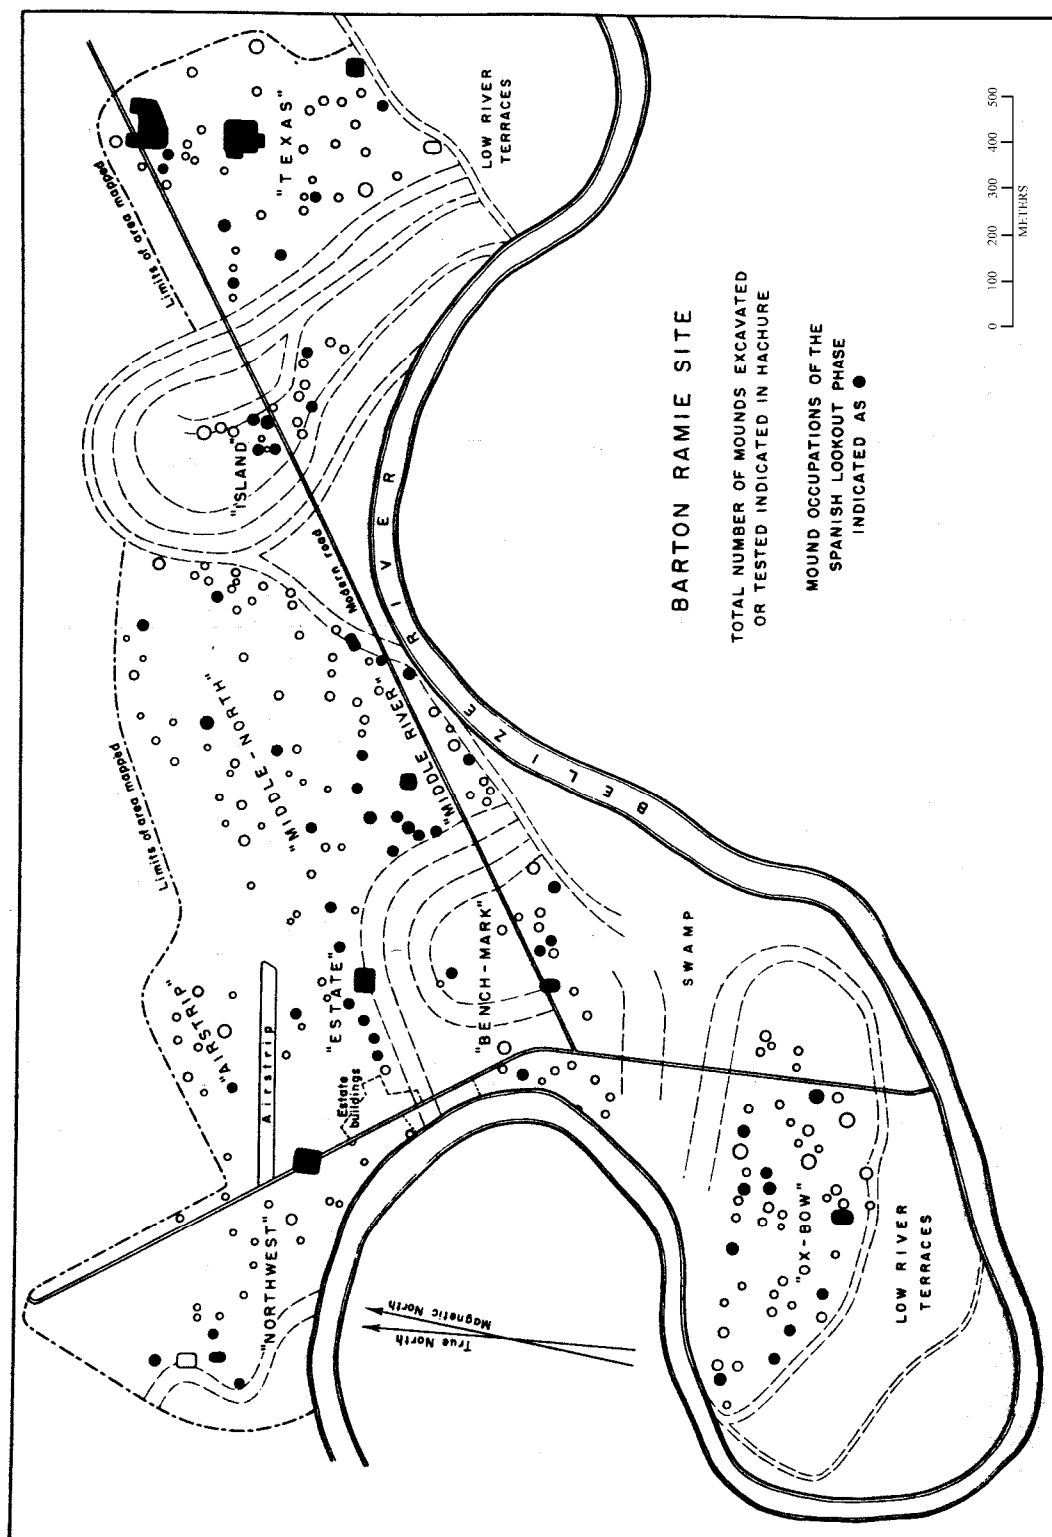 BARTON RAMIE SITE
TOTAL NUMBER OF MOUNDS EXCAVATED
OR TESTED INDICATED IN HACHURE
MOUND OCCUPATIONS OF THE
SPANISH LOOKOUT PHASE
INDICATED AS
0 100 200 300 400 500
METERS
"NORTHWEST"
"AIRSTRIP"
Airstrip
Estate
buildings
"ESTATE"
Limits of area mapped
"MIDDLE-NORTH"
"MIDDLE RIVER"
"BENCH-MARK"
Modern road
"ISLAND"
Limits of area mapped
"TEXAS"
LOW RIVER
TERRACES
BELIZE RIVER
SWAMP
"OX-BOW"
LOW RIVER
TERRACES
True North
Magnetic North